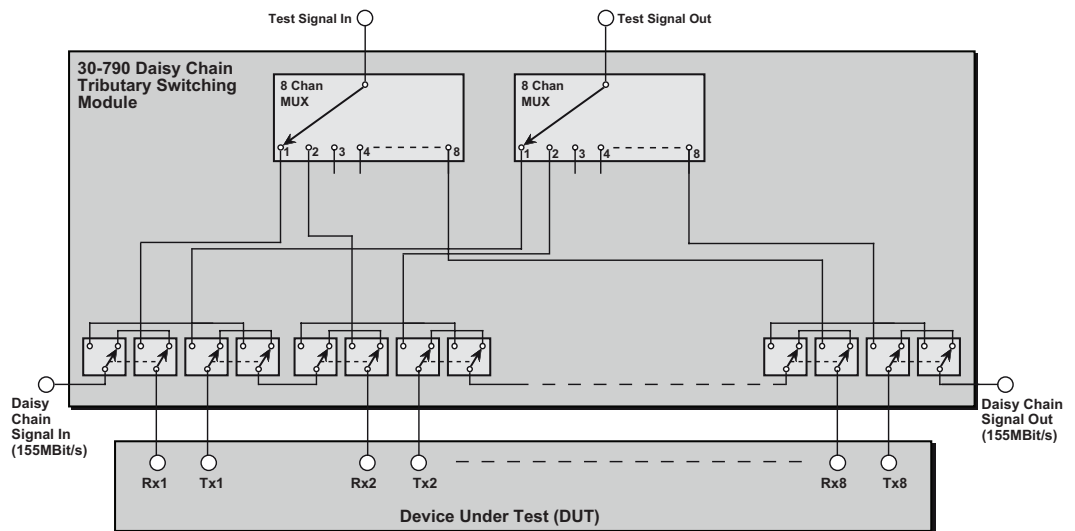 Test Signal In
Test Signal Out
30-790 Daisy Chain
Tributary Switching
Module
8 Chan
MUX
1 2 3 4 8
8 Chan
MUX
1 2 3 4 8
Daisy
Chain
Signal In
(155MBit/s)
Daisy Chain
Signal Out
(155MBit/s)
Rx1 Tx1 Rx2 Tx2 Rx8 Tx8
Device Under Test (DUT)